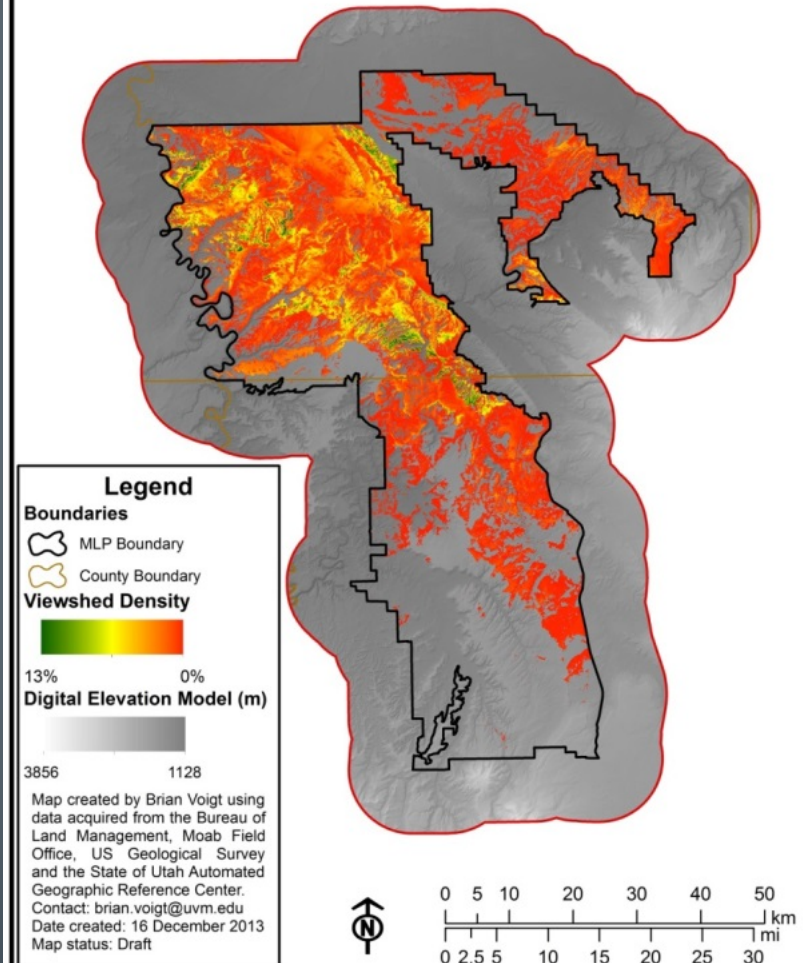 Legend
Boundaries
MLP Boundary
County Boundary
Viewshed Density
13% 0%
Digital Elevation Model (m)
3856 1128
Map created by Brian Voigt using
data acquired from the Bureau of
Land Management, Moab Field
Office, US Geological Survey
and the State of Utah Automated
Geographic Reference Center.
Contact: brian.voigt@uvm.edu
Date created: 16 December 2013
Map status: Draft
N
0 5 10 20 30 40 50
km
mi
0 2.5 5 10 15 20 25 30